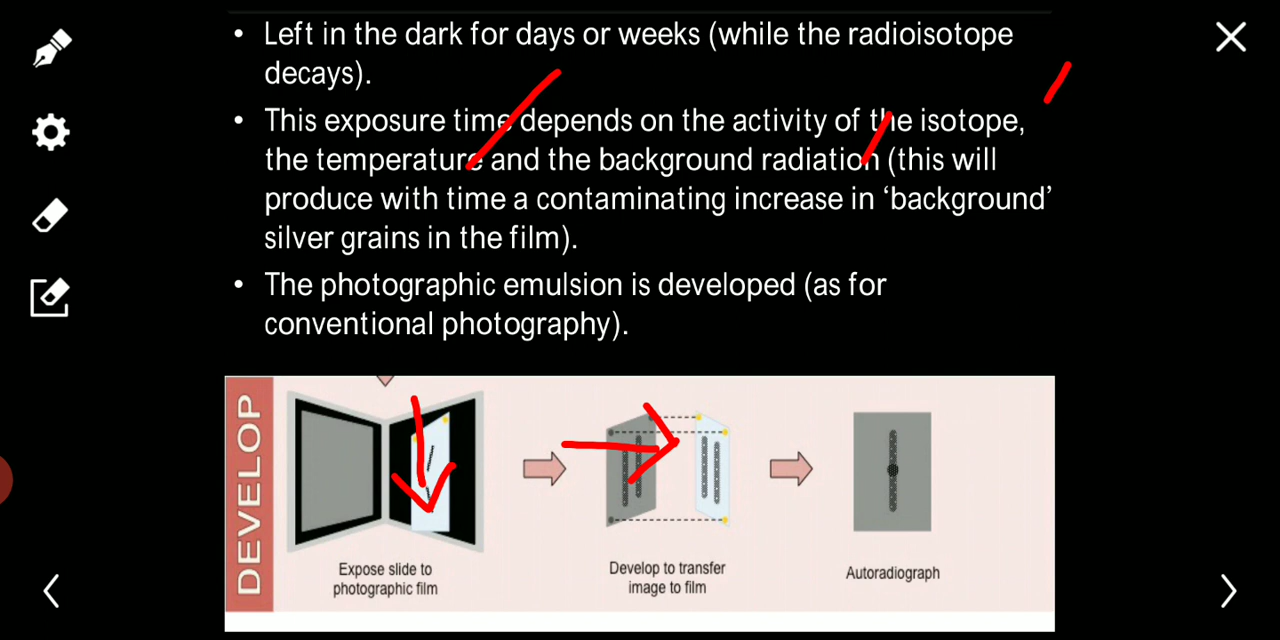 • Left in the dark for days or weeks (while the radioisotope
decays).
• This exposure time depends on the activity of the isotope,
the temperature and the background radiation (this will
produce with time a contaminating increase in ‘background’
silver grains in the film).
• The photographic emulsion is developed (as for
conventional photography).
DEVELOP
Expose slide to
photographic film
Develop to transfer
image to film
Autoradiograph